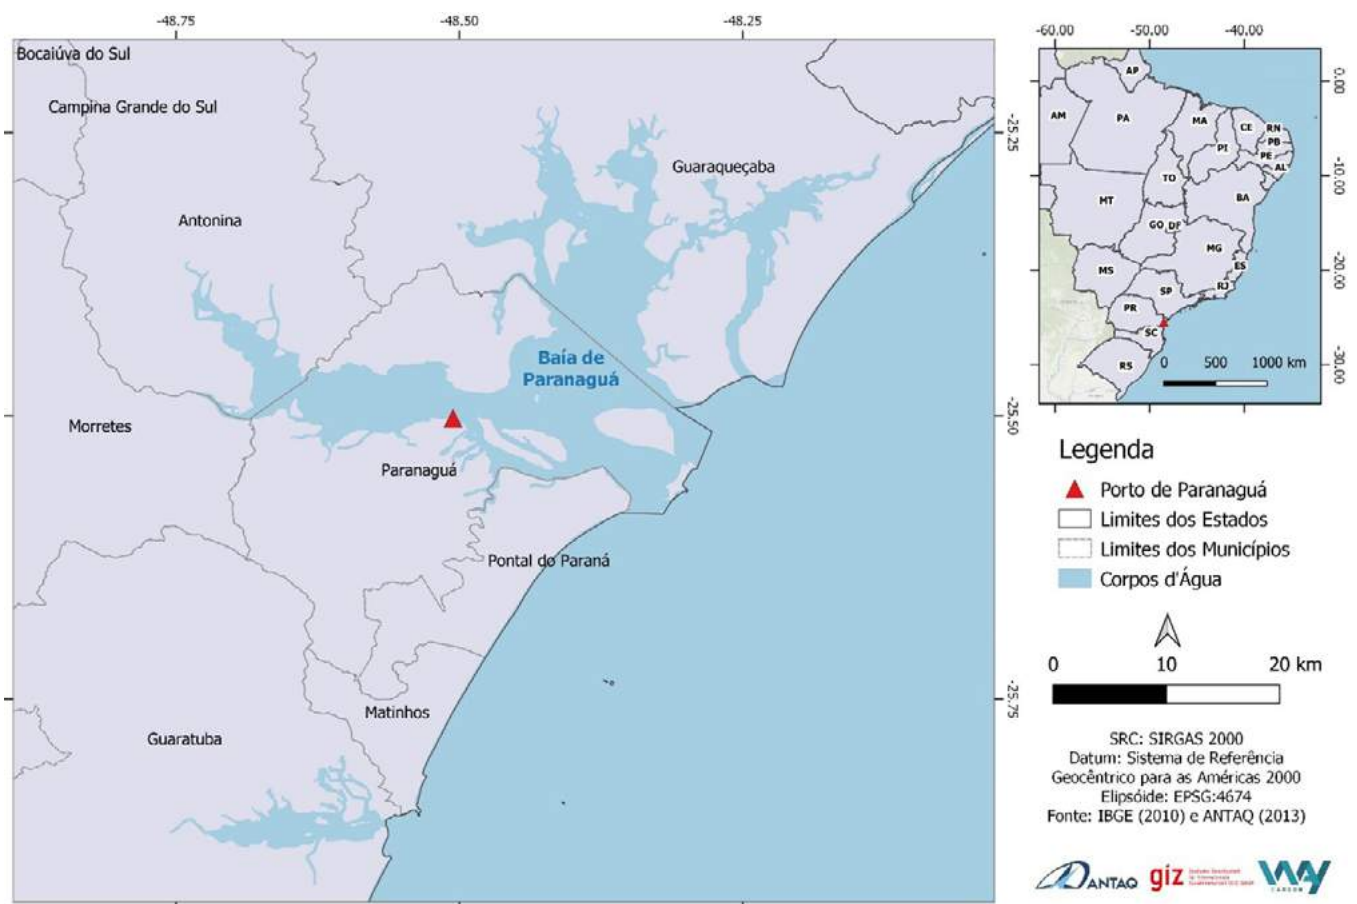 -48.75
-48.50
-48.25
-25.25
-25.50
-25.75
Bocaiúva do Sul
Campina Grande do Sul
Guaraqueçaba
Antonina
Baía de
Paranaguá
Morretes
Paranaguá
Pontal do Paraná
Matinhos
Guaratuba
-60.00
-50.00
-40.00
0.00
-10.00
-20.00
-30.00
AP
AM
PA
MA
CE
RN
PB
PI
PE
AL
TO
MT
BA
GO
DF
MG
MS
ES
SP
RJ
PR
SC
RS
0 500 1000 km
Legenda
Porto de Paranaguá
Limites dos Estados
Limites dos Municípios
Corpos d'Água
0 10 20 km
SRC: SIRGAS 2000
Datum: Sistema de Referência
Geocêntrico para as Américas 2000
Elipsóide: EPSG:4674
Fonte: IBGE (2010) e ANTAQ (2013)
ANTAQ
giz
WAY
CARBON